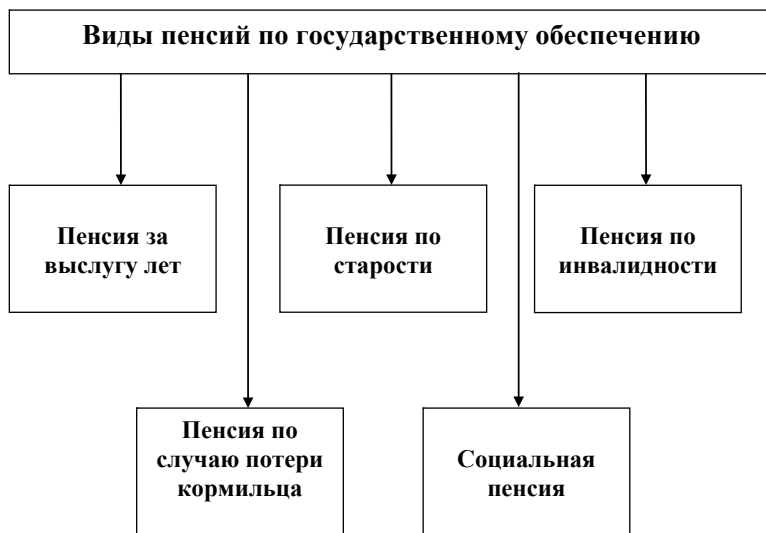 Виды пенсий по государственному обеспечению
Пенсия за
выслугу лет
Пенсия по
старости
Пенсия по
инвалидности
Пенсия по
случаю потери
кормильца
Социальная
пенсия